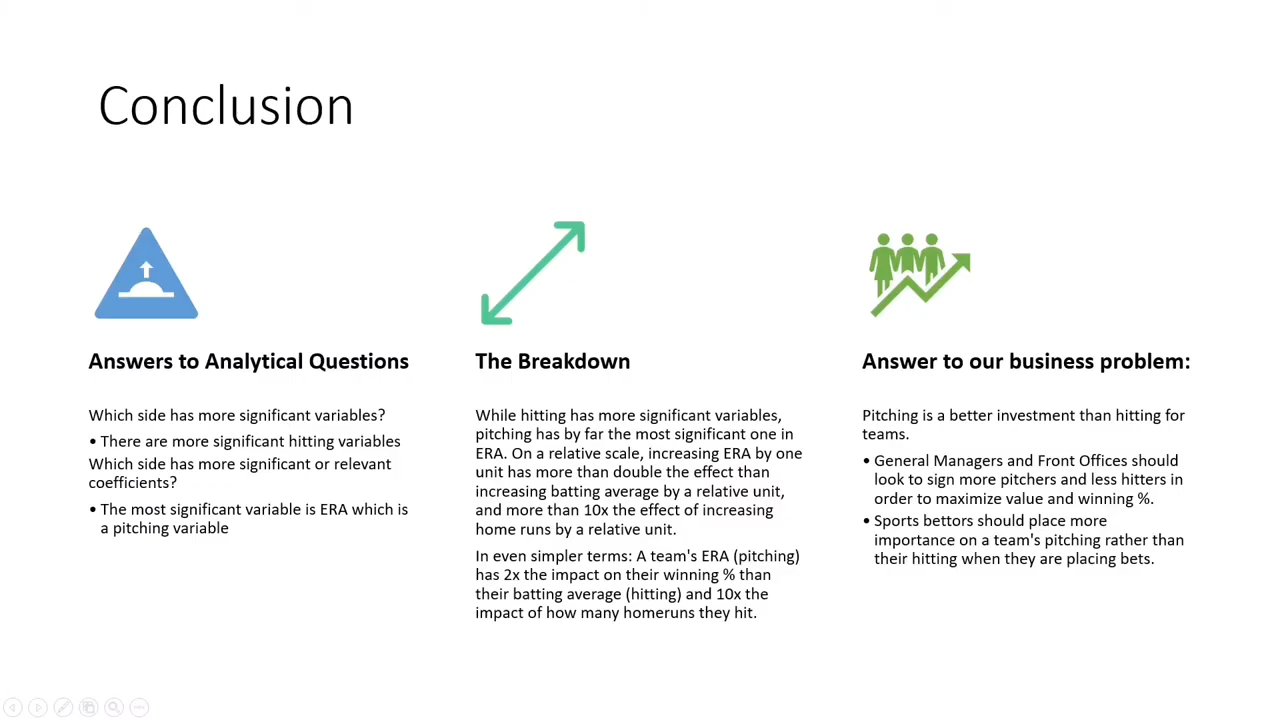 Conclusion
Answers to Analytical Questions
Which side has more significant variables?
• There are more significant hitting variables
Which side has more significant or relevant
coefficients?
• The most significant variable is ERA which is
a pitching variable
The Breakdown
While hitting has more significant variables,
pitching has by far the most significant one in
ERA. On a relative scale, increasing ERA by one
unit has more than double the effect than
increasing batting average by a relative unit,
and more than 10x the effect of increasing
home runs by a relative unit.
In even simpler terms: A team's ERA (pitching)
has 2x the impact on their winning % than
their batting average (hitting) and 10x the
impact of how many homeruns they hit.
Answer to our business problem:
Pitching is a better investment than hitting for
teams.
• General Managers and Front Offices should
look to sign more pitchers and less hitters in
order to maximize value and winning %.
• Sports bettors should place more
importance on a team's pitching rather than
their hitting when they are placing bets.